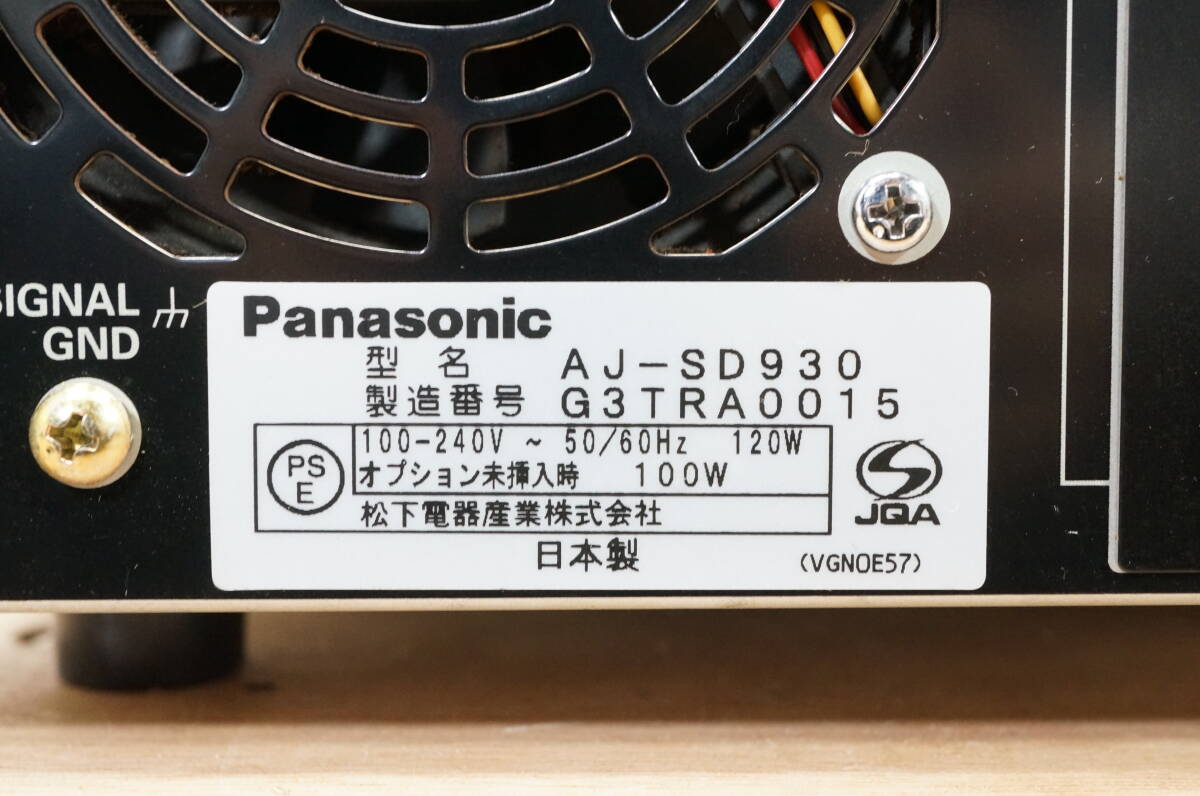 SIGNAL
GND
Panasonic
型 名 AJ-SD930
製造番号 G3TRA0015
PS
E
100-240V ~ 50/60Hz 120W
オプション未挿入時 100W
松下電器産業株式会社
JQA
日本製 (VGN0E57)